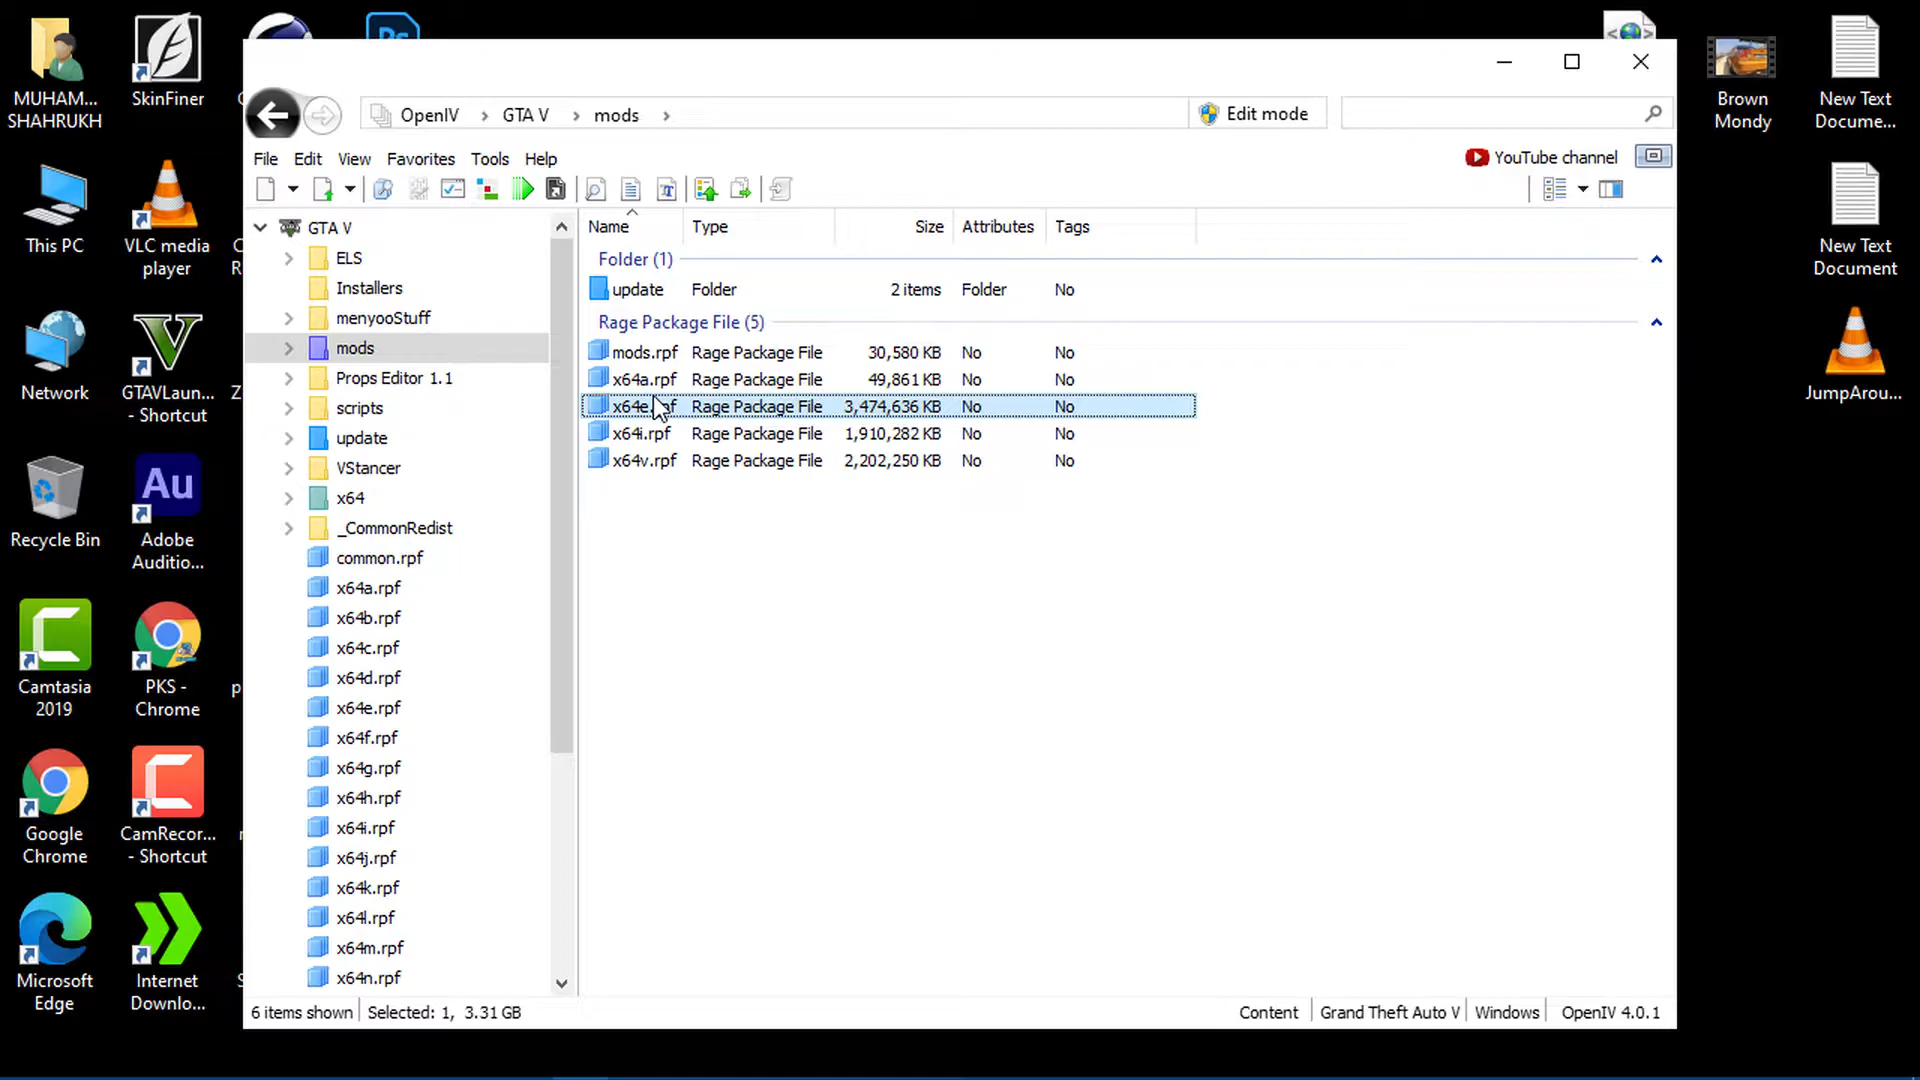 MUHAM...
SHAHRUKH
SkinFiner
This PC
VLC media
player
Network
GTAVLaun...
- Shortcut
Recycle Bin
Adobe
Auditio...
Camtasia
2019
PKS -
Chrome
Google
Chrome
CamRecor...
- Shortcut
Microsoft
Edge
Internet
Downlo...
Ps
Au
OpenIV
GTA V
mods
Edit mode
File
Edit
View
Favorites
Tools
Help
YouTube channel
GTA V
ELS
Installers
menyooStuff
mods
Props Editor 1.1
scripts
update
VStancer
x64
_CommonRedist
common.rpf
x64a.rpf
x64b.rpf
x64c.rpf
x64d.rpf
x64e.rpf
x64f.rpf
x64g.rpf
x64h.rpf
x64i.rpf
x64j.rpf
x64k.rpf
x64l.rpf
x64m.rpf
x64n.rpf
Name Type Size Attributes Tags
Folder (1)
update Folder 2 items Folder No
Rage Package File (5)
mods.rpf Rage Package File 30,580 KB No No
x64a.rpf Rage Package File 49,861 KB No No
x64e.rpf Rage Package File 3,474,636 KB No No
x64i.rpf Rage Package File 1,910,282 KB No No
x64v.rpf Rage Package File 2,202,250 KB No No
6 items shown Selected: 1, 3.31 GB Content Grand Theft Auto V Windows OpenIV 4.0.1
Brown
Mondy
New Text
Docume...
New Text
Document
JumpArou...